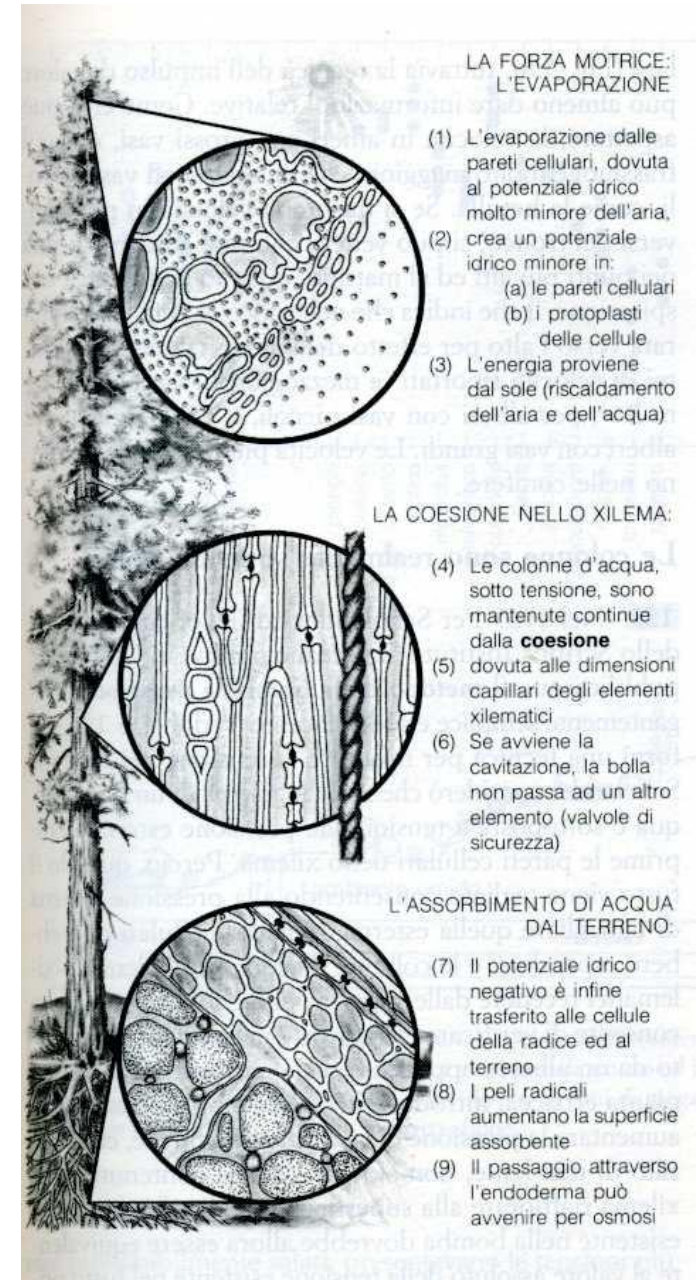 LA FORZA MOTRICE:
L'EVAPORAZIONE
(1) L'evaporazione dalle
pareti cellulari, dovuta
al potenziale idrico
molto minore dell'aria,
(2) crea un potenziale
idrico minore in:
(a) le pareti cellulari
(b) i protoplasti
delle cellule
(3) L'energia proviene
dal sole (riscaldamento
dell'aria e dell'acqua)
LA COESIONE NELLO XILEMA:
(4) Le colonne d'acqua,
sotto tensione, sono
mantenute continue
dalla coesione
(5) dovuta alle dimensioni
capillari degli elementi
xilematici
(6) Se avviene la
cavitazione, la bolla
non passa ad un altro
elemento (valvole di
sicurezza)
L'ASSORBIMENTO DI ACQUA
DAL TERRENO:
(7) Il potenziale idrico
negativo è infine
trasferito alle cellule
della radice ed al
terreno
(8) I peli radicali
aumentano la superficie
assorbente
(9) Il passaggio attraverso
l'endoderma può
avvenire per osmosi